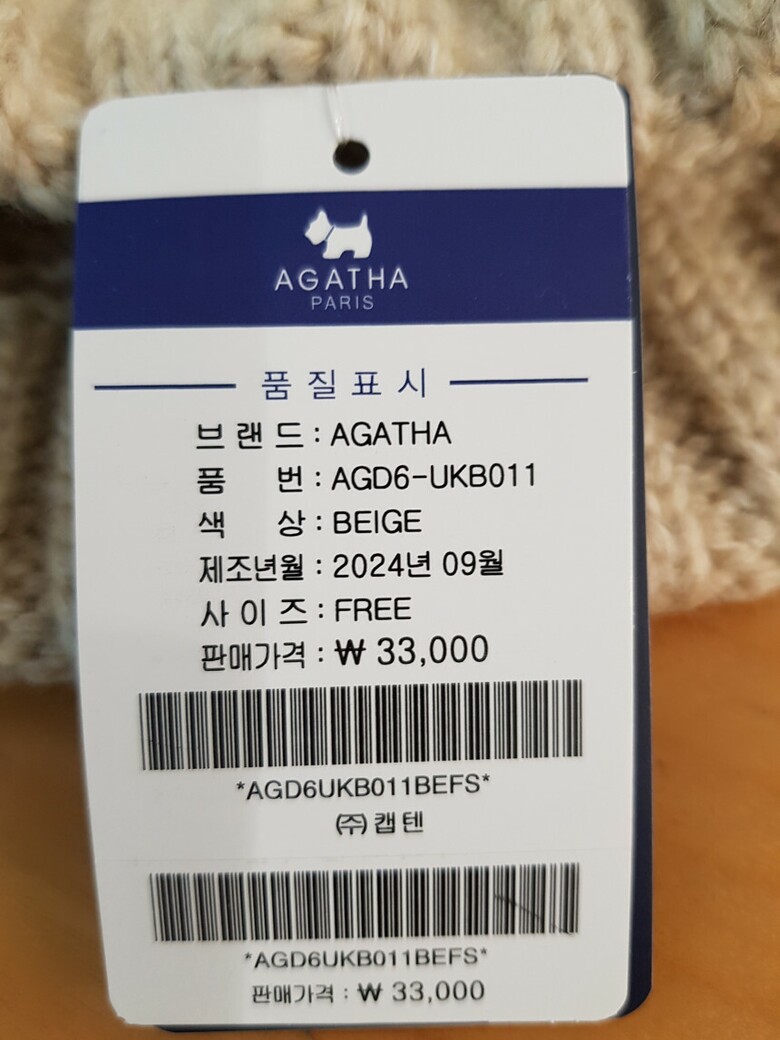 AGATHA
PARIS
품질표시
브랜드 : AGATHA
품 번 : AGD6-UKB011
색 상 : BEIGE
제조년월 : 2024년 09월
사이즈 : FREE
판매가격 : ₩ 33,000
*AGD6UKB011BEFS*
㈜캡텐
*AGD6UKB011BEFS*
판매가격 : ₩ 33,000